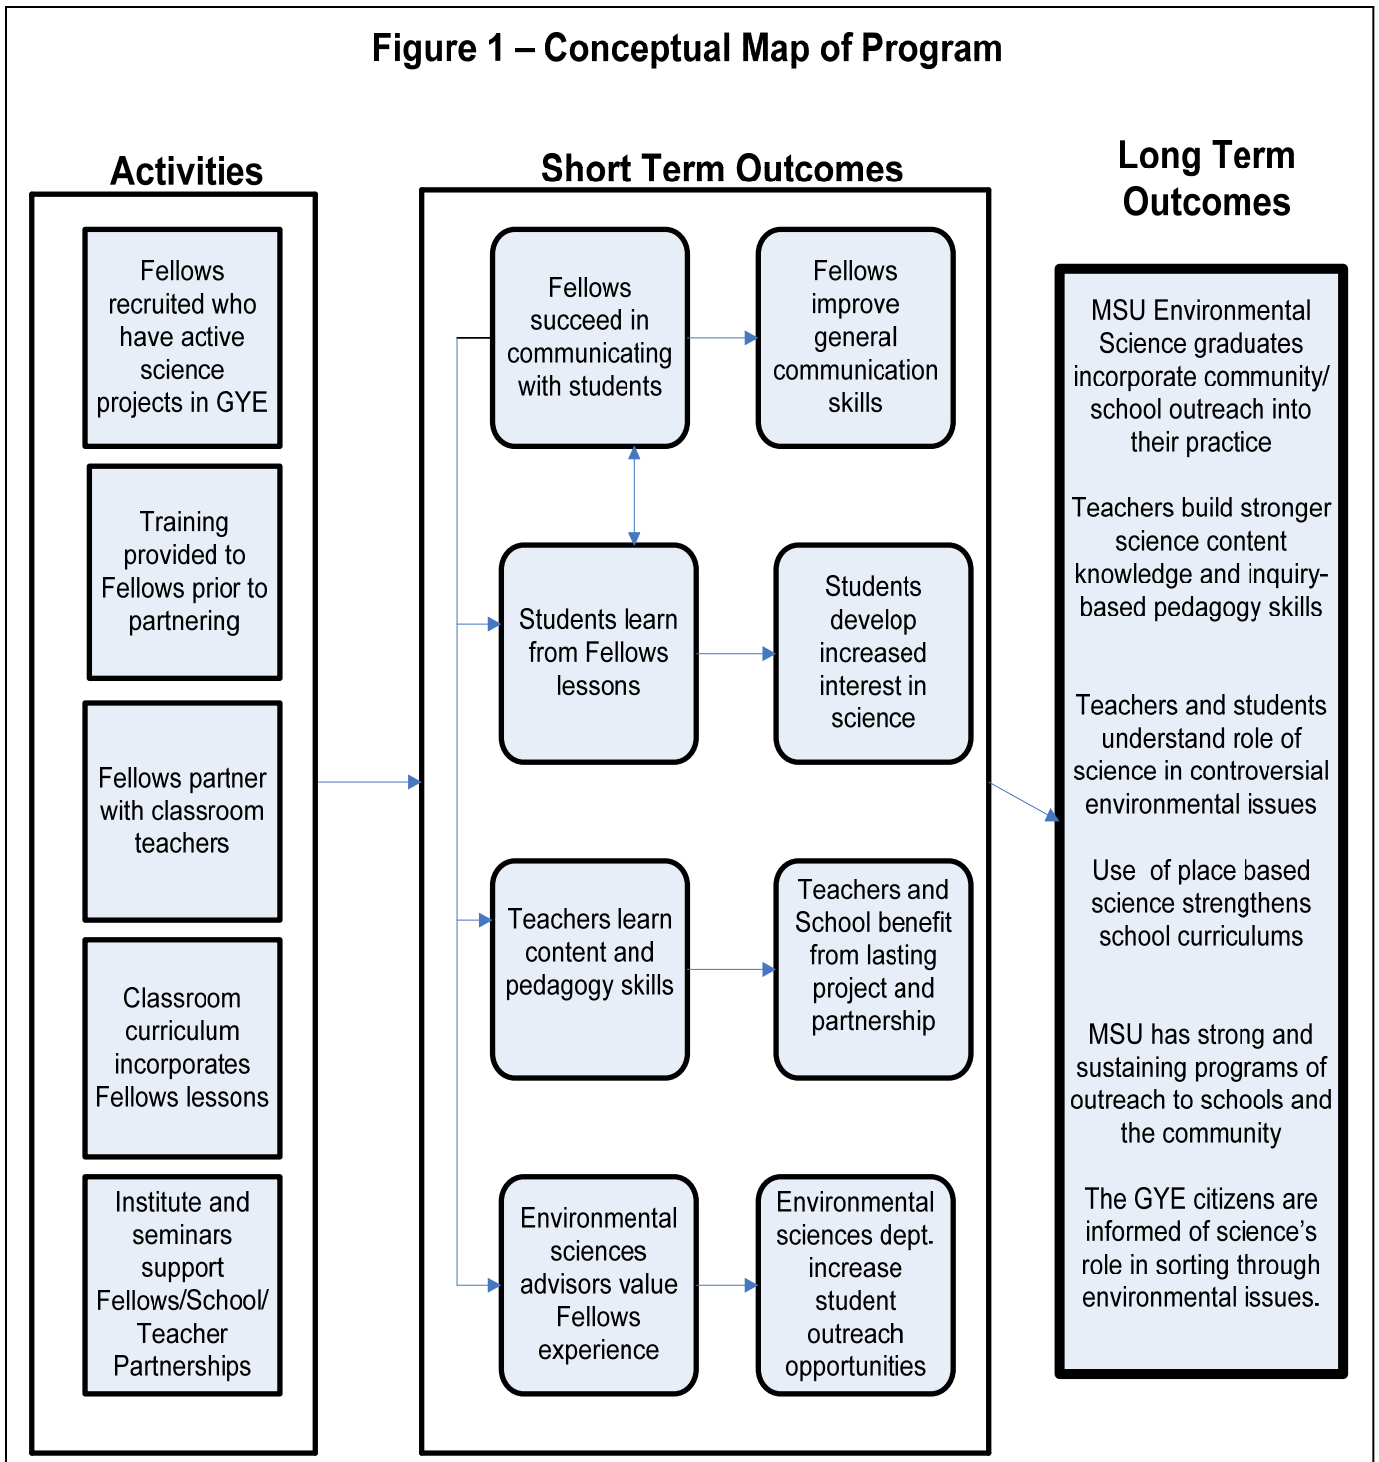 Figure 1 – Conceptual Map of Program
Activities
Fellows
recruited who
have active
science
projects in GYE
Training
provided to
Fellows prior to
partnering
Fellows partner
with classroom
teachers
Classroom
curriculum
incorporates
Fellows lessons
Institute and
seminars
support
Fellows/School/
Teacher
Partnerships
Short Term Outcomes
Fellows
succeed in
communicating
with students
Fellows
improve
general
communication
skills
Students learn
from Fellows
lessons
Students
develop
increased
interest in
science
Teachers learn
content and
pedagogy skills
Teachers and
School benefit
from lasting
project and
partnership
Environmental
sciences
advisors value
Fellows
experience
Environmental
sciences dept.
increase
student
outreach
opportunities
Long Term
Outcomes
MSU Environmental
Science graduates
incorporate community/
school outreach into
their practice
Teachers build stronger
science content
knowledge and inquiry-
based pedagogy skills
Teachers and students
understand role of
science in controversial
environmental issues
Use of place based
science strengthens
school curriculums
MSU has strong and
sustaining programs of
outreach to schools and
the community
The GYE citizens are
informed of science’s
role in sorting through
environmental issues.